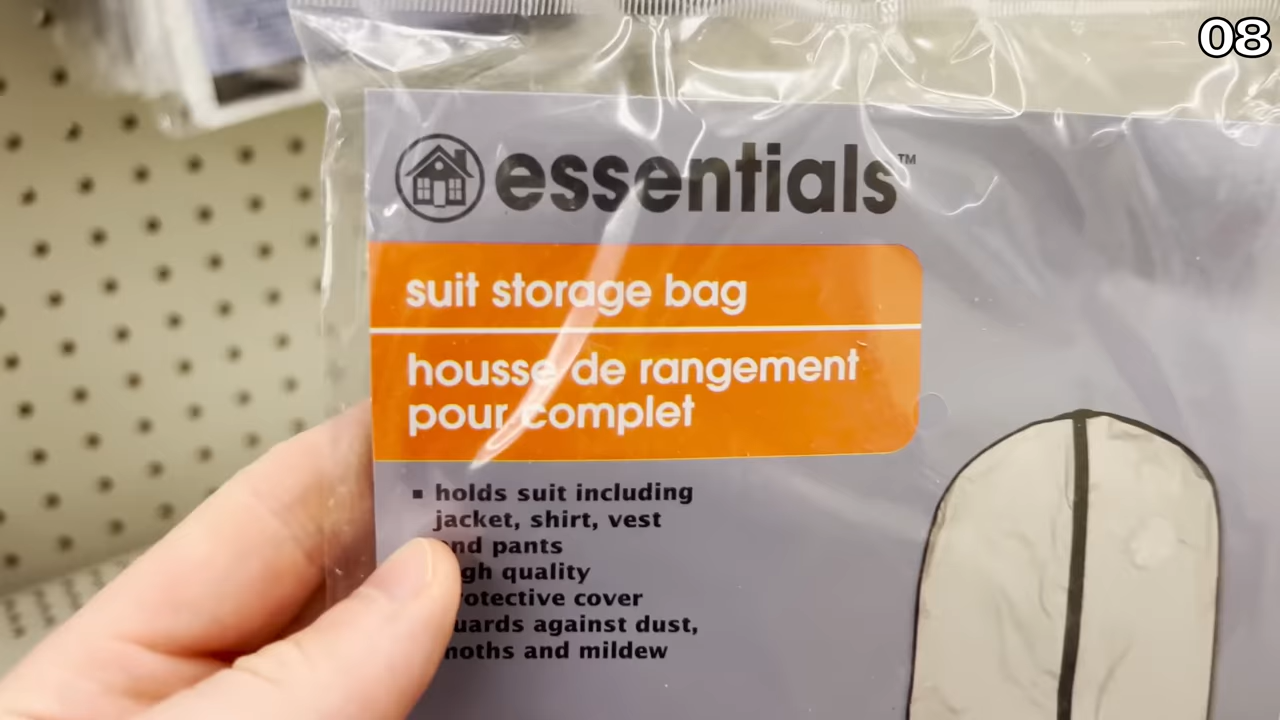 08
essentials™
suit storage bag
housse de rangement
pour complet
▪ holds suit including
jacket, shirt, vest
pants
quality
cover
against dust,
and mildew